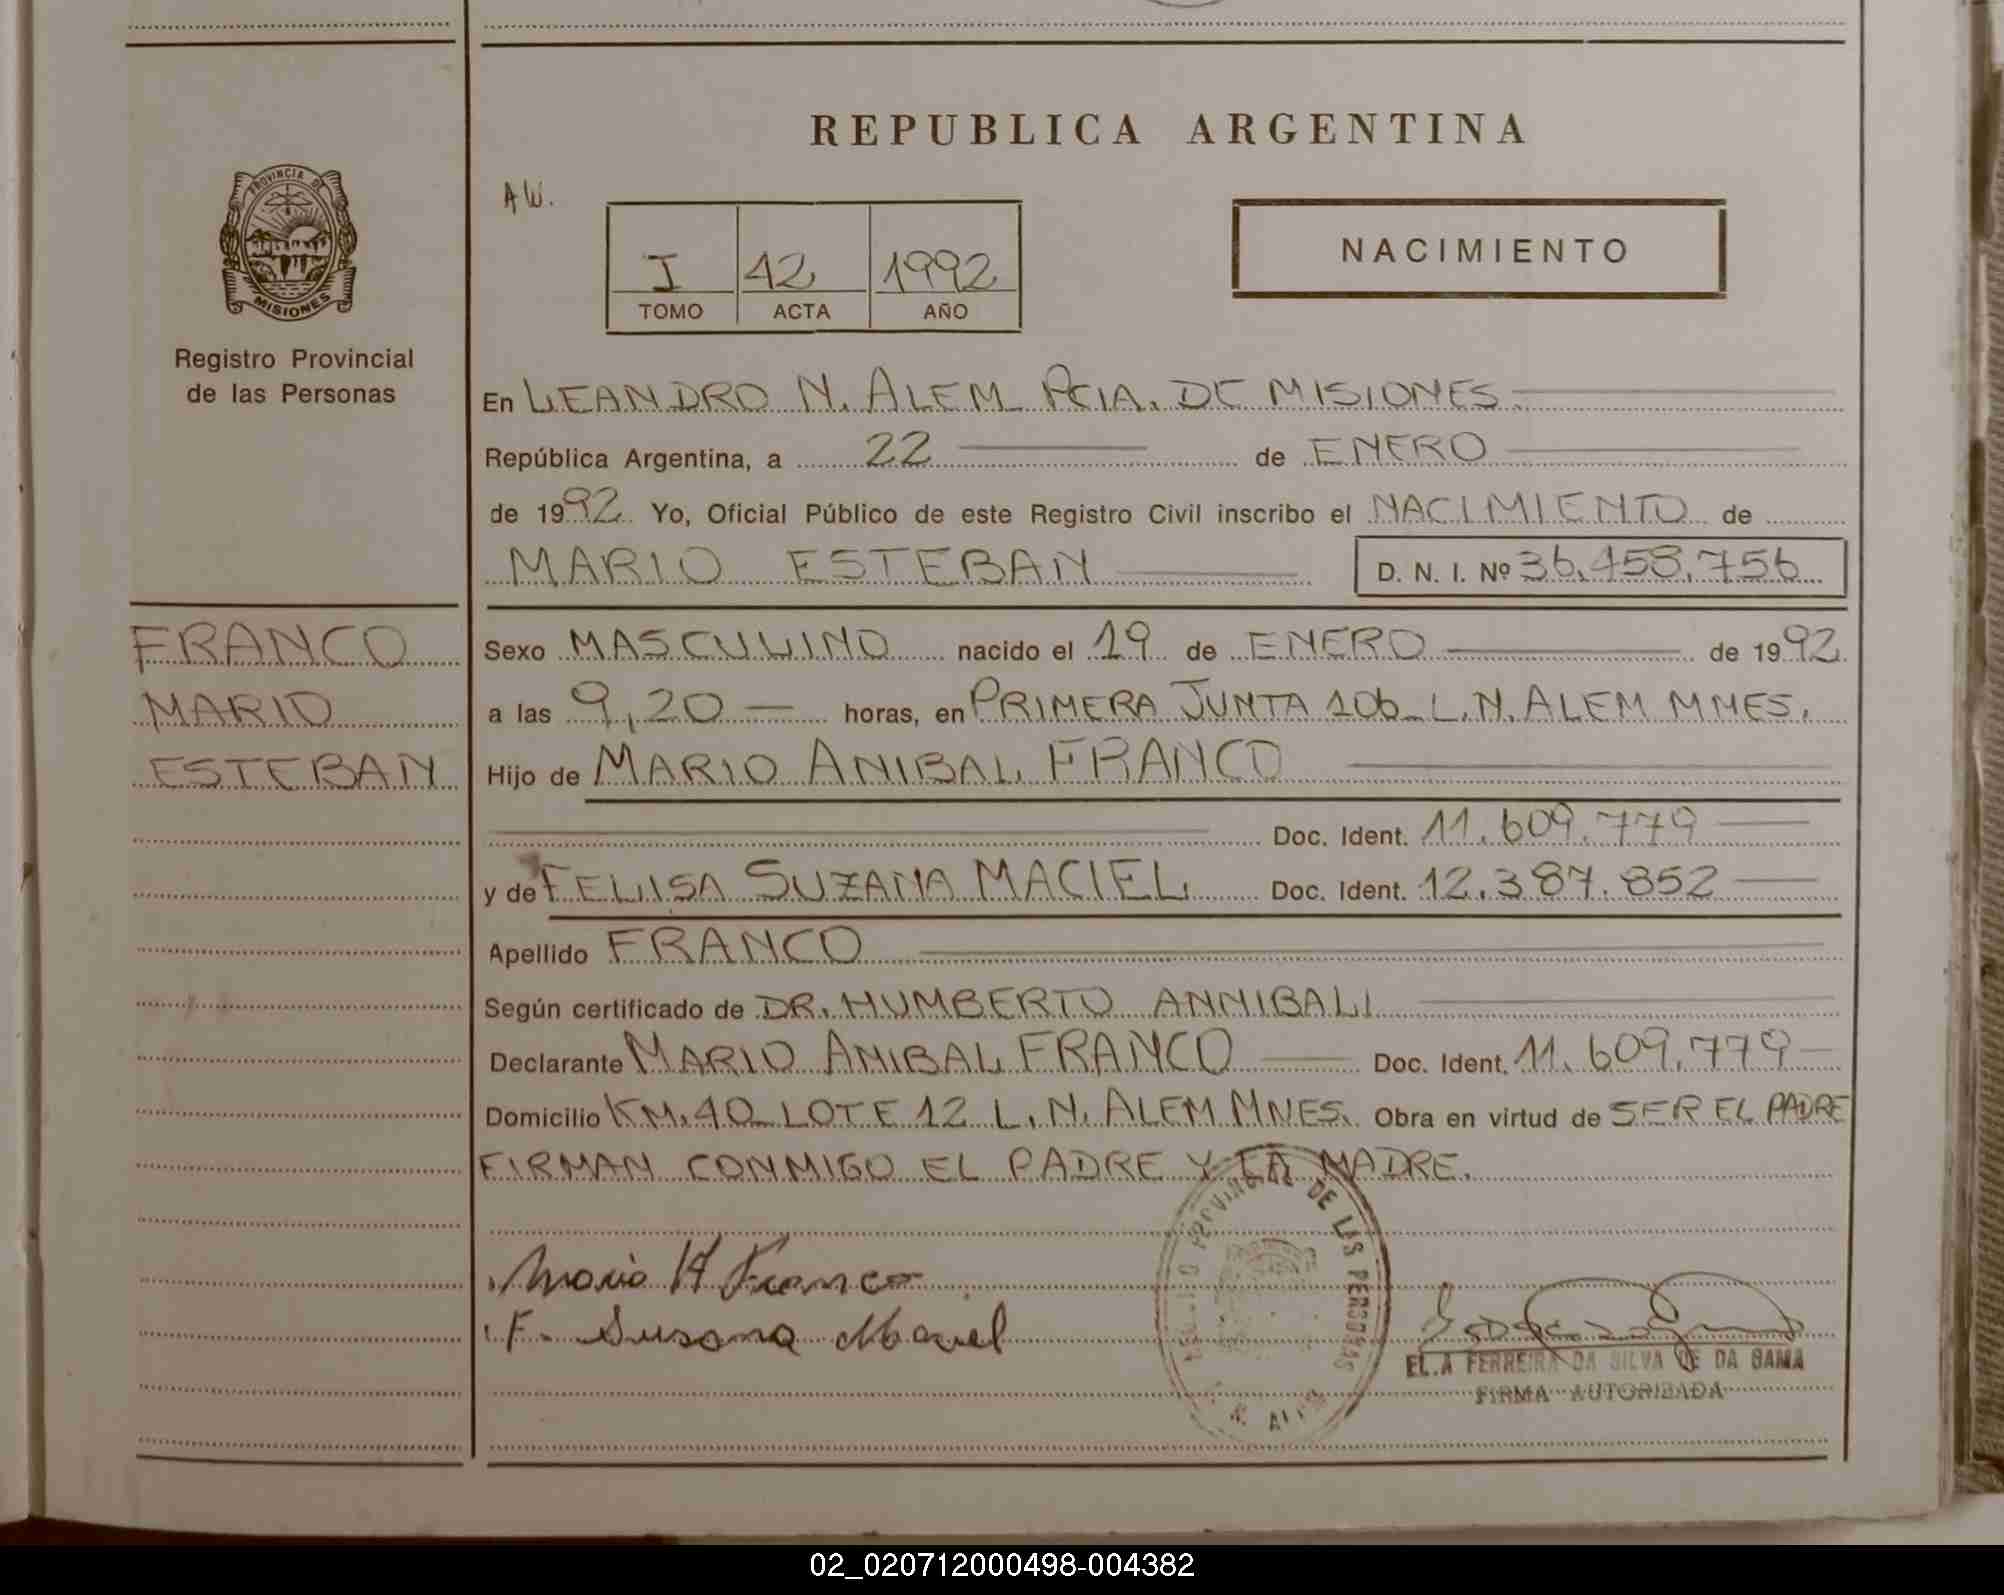 REPUBLICA ARGENTINA
PROVINCIA DE
MISIONES
Registro Provincial
de las Personas
AW.
NACIMIENTO
I 42 1992
TOMO ACTA AÑO
En LEANDRO N. ALEM PCIA. DE MISIONES.
República Argentina, a 22 de ENERO
de 1992 Yo, Oficial Público de este Registro Civil inscribo el NACIMIENTO de
MARIO ESTEBAN D. N. I. Nº 36.458.756
FRANCO
MARIO
ESTEBAN
Sexo MASCULINO nacido el 19 de ENERO de 1992
a las 9,20 horas, en PRIMERA JUNTA 106 L.N. ALEM MNES.
Hijo de MARIO ANIBAL FRANCO
Doc. Ident. 11.609.779
y de FELISA SUZANA MACIEL Doc. Ident. 12.387.852
Apellido FRANCO
Según certificado de DR. HUMBERTO ANNIBALI
Declarante MARIO ANIBAL FRANCO Doc. Ident. 11.609.779
Domicilio KM. 40 LOTE 12 L.N. ALEM MNES. Obra en virtud de SER EL PADRE
FIRMAN CONMIGO EL PADRE Y LA MADRE.
Mario A Franco
F. Susana Maciel
PROVINCIAL DE LAS PERSONAS
FERREIRA DA SILVA DE DA GAMA
FIRMA AUTORIZADA
02_020712000498-004382